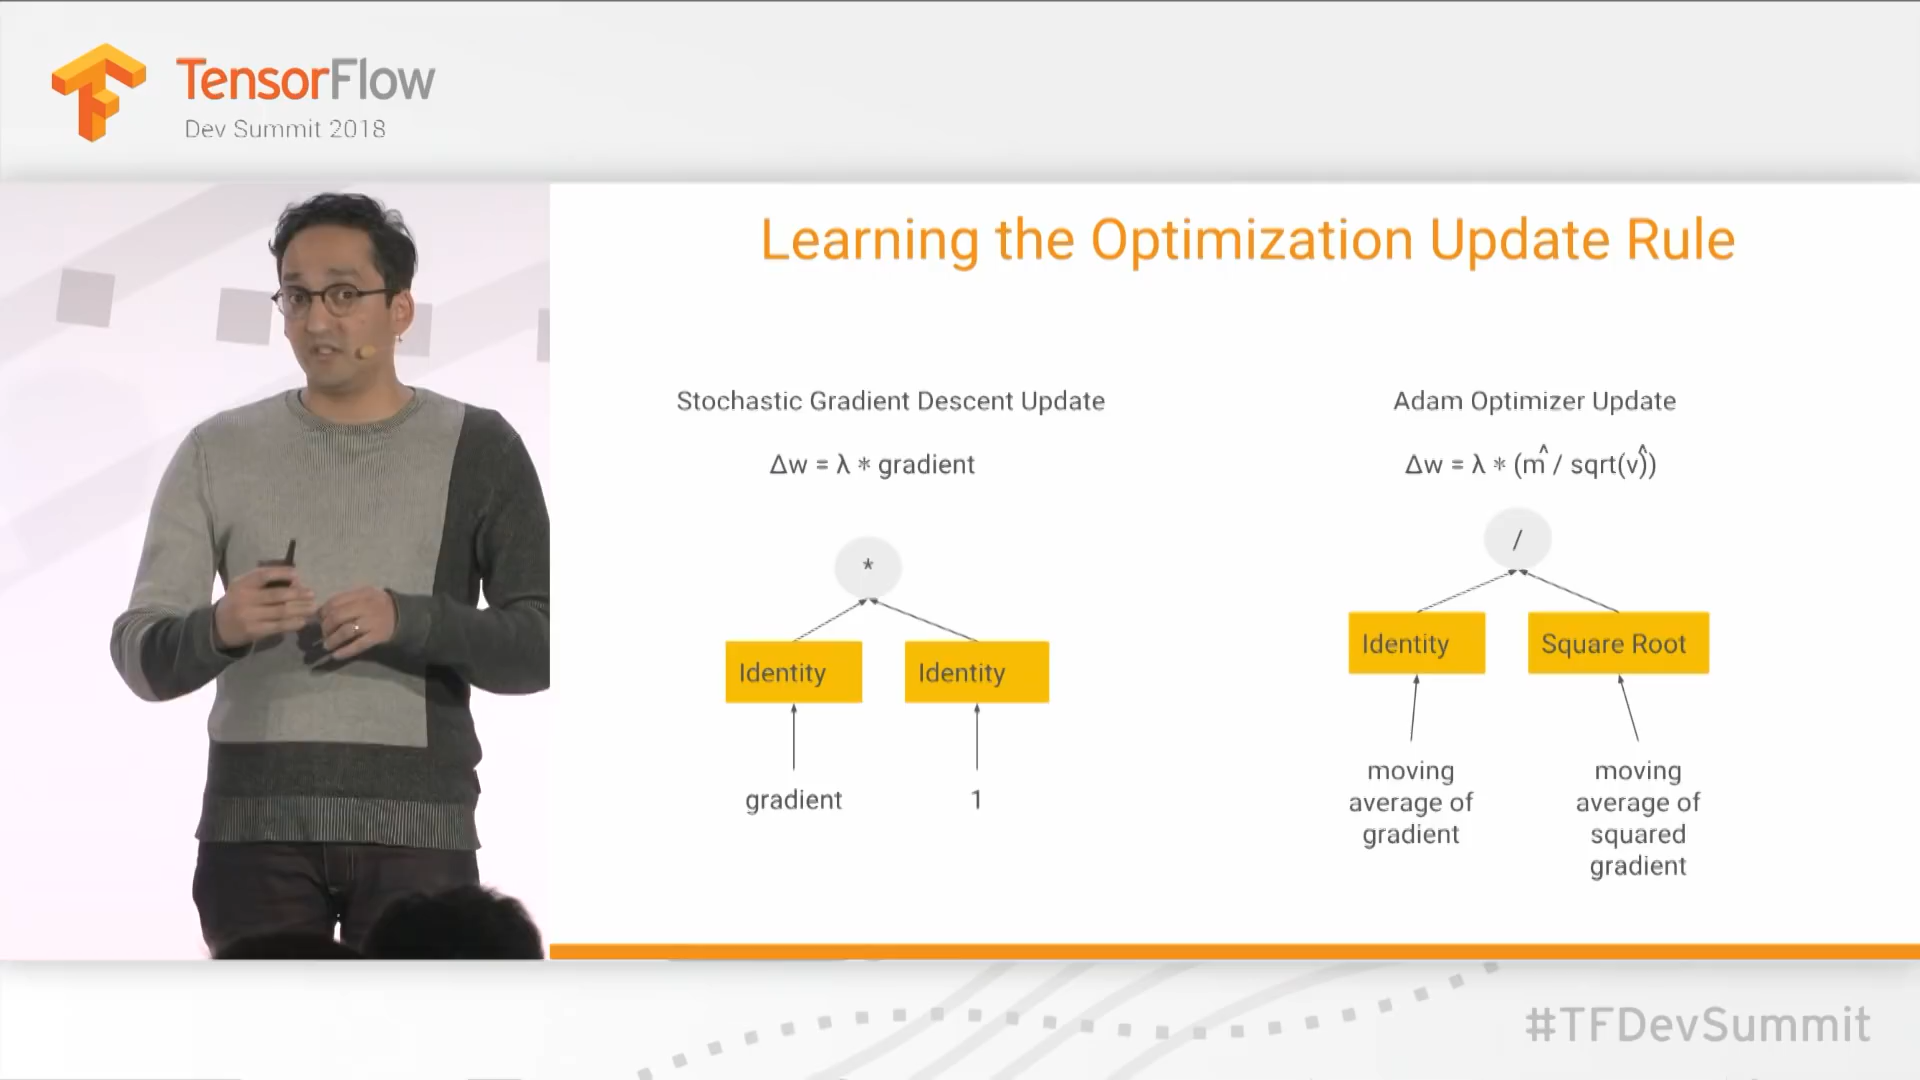 TensorFlow
Dev Summit 2018
Learning the Optimization Update Rule
Stochastic Gradient Descent Update
Δw = λ * gradient
*
Identity
Identity
gradient
1
Adam Optimizer Update
Δw = λ * (m̂ / sqrt(v̂))
/
Identity
Square Root
moving
average of
gradient
moving
average of
squared
gradient
#TFDevSummit